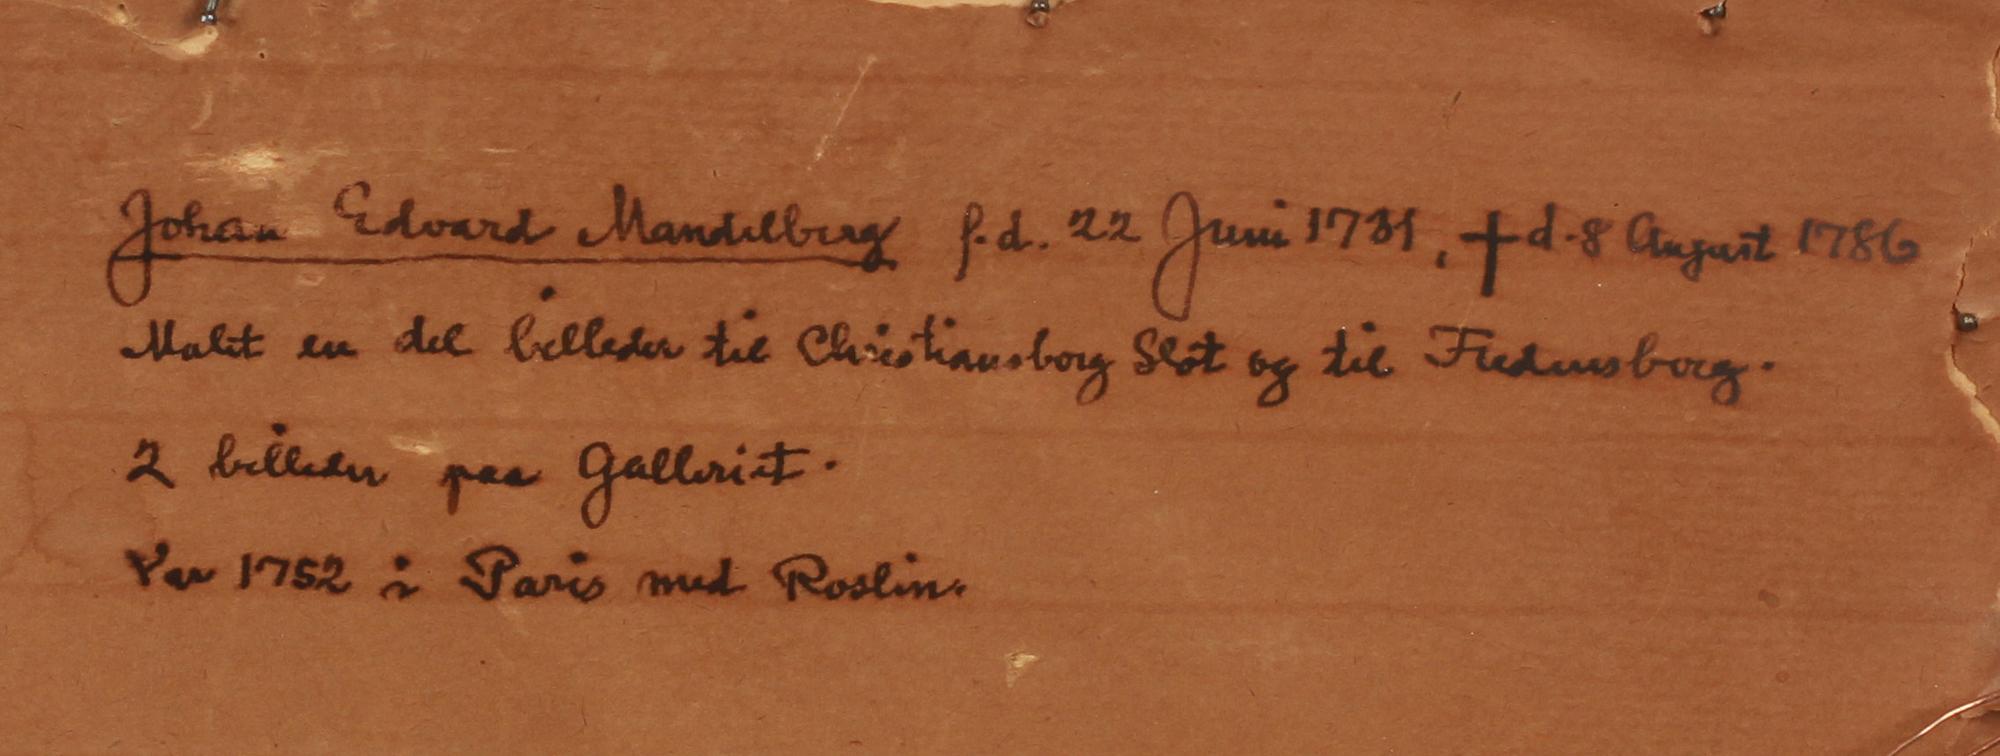 Johan Edvard Mandelberg f. d. 22 Juni 1731, † d. 8 August 1786
Malet en del billeder til Christiansborg Slot og til Fredensborg.
2 billeder paa Galleriet.
Var 1752 i Paris med Roslin.